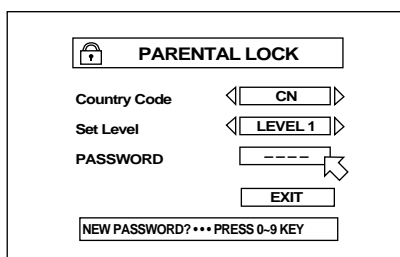 PARENTAL LOCK
Country Code CN
Set Level LEVEL 1
PASSWORD – – – –
EXIT
NEW PASSWORD? ••• PRESS 0~9 KEY